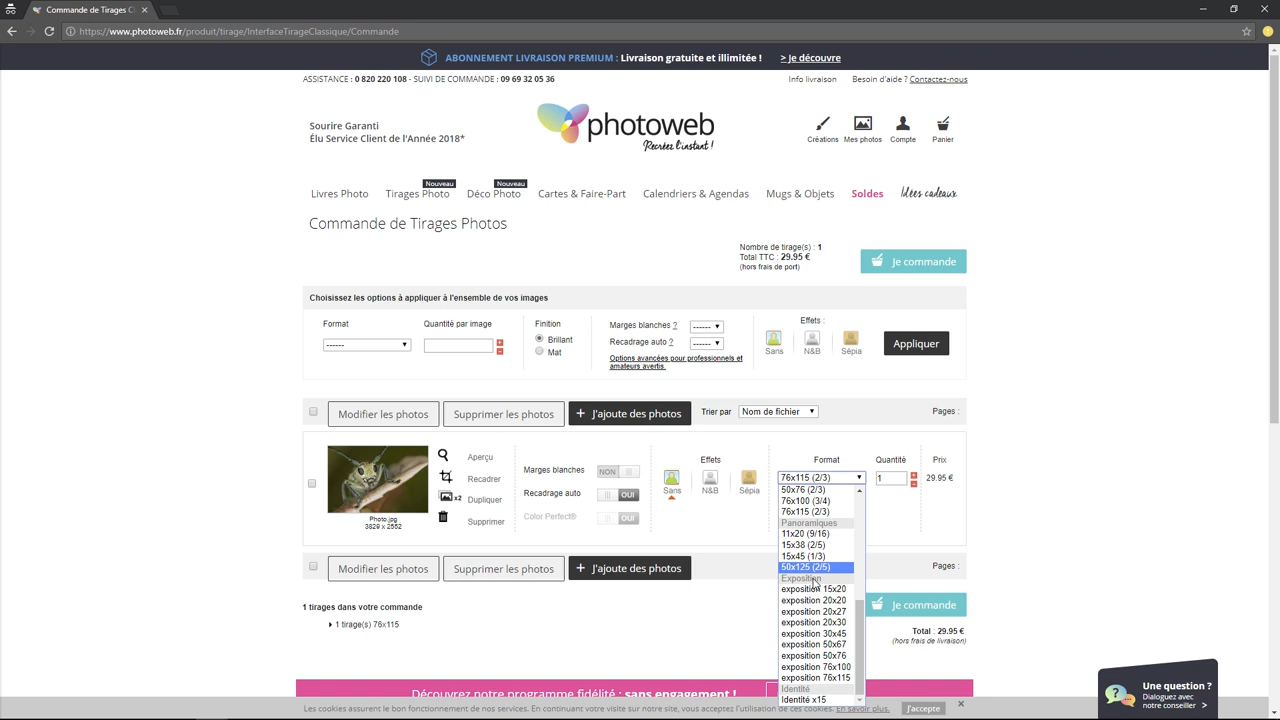 Commande de Tirages C
https://www.photoweb.fr/produit/tirage/InterfaceTirageClassique/Commande
ABONNEMENT LIVRAISON PREMIUM : Livraison gratuite et illimitée ! > Je découvre
ASSISTANCE : 0 820 220 108 - SUIVI DE COMMANDE : 09 69 32 05 36
Info livraison Besoin d'aide ? Contactez-nous
Sourire Garanti
Élu Service Client de l'Année 2018*
photoweb
Recréez l'instant !
Créations Mes photos Compte Panier
Nouveau Nouveau
Livres Photo Tirages Photo Déco Photo Cartes & Faire-Part Calendriers & Agendas Mugs & Objets Soldes Idées cadeaux
Commande de Tirages Photos
Nombre de tirage(s) : 1
Total TTC : 29.95 €
(hors frais de port)
Je commande
Choisissez les options à appliquer à l'ensemble de vos images
Format Quantité par image Finition Marges blanches ? ------ Effets :
------ Brillant Recadrage auto ? ------
Mat Options avancées pour professionnels et
amateurs avertis.
Sans N&B Sépia Appliquer
Modifier les photos Supprimer les photos + J'ajoute des photos Trier par Nom de fichier Pages :
Aperçu Effets Format Quantité Prix
Marges blanches NON
Recadrer 76x115 (2/3) 1 29.95 €
Recadrage auto OUI Sans N&B Sépia
x2 Dupliquer
Color Perfect® OUI
Supprimer
Photo.jpg
3829 x 2552
50x76 (2/3)
76x100 (3/4)
76x115 (2/3)
Panoramiques
11x20 (9/16)
15x38 (2/5)
15x45 (1/3)
50x125 (2/5)
Exposition
exposition 15x20
exposition 20x20
exposition 20x27
exposition 20x30
exposition 30x45
exposition 50x67
exposition 50x76
exposition 76x100
exposition 76x115
Identité
Identité x15
Modifier les photos Supprimer les photos + J'ajoute des photos Pages :
1 tirages dans votre commande
1 tirage(s) 76x115
Je commande
Total : 29.95 €
(hors frais de livraison)
Découvrez notre programme fidélité : sans engagement !
Les cookies assurent le bon fonctionnement de nos services. En continuant votre visite sur notre site, vous acceptez l'utilisation de ces cookies. En savoir plus. J'accepte
Une question ?
Dialoguez avec
notre conseiller >